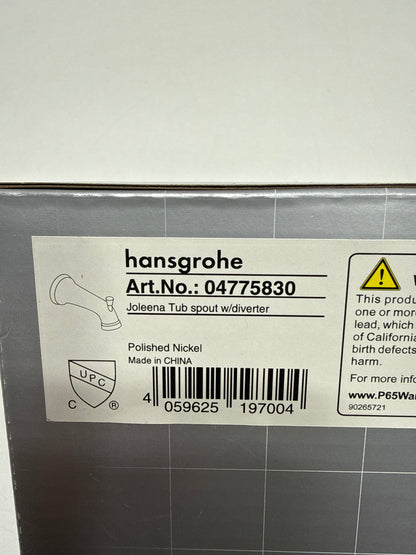 hansgrohe
Art.No.: 04775830
Joleena Tub spout w/diverter
Polished Nickel
Made in CHINA
UPC
C ®
4 059625 197004
This produ
one or more
lead, which
of California
birth defects
harm.
For more info
www.P65War
90265721